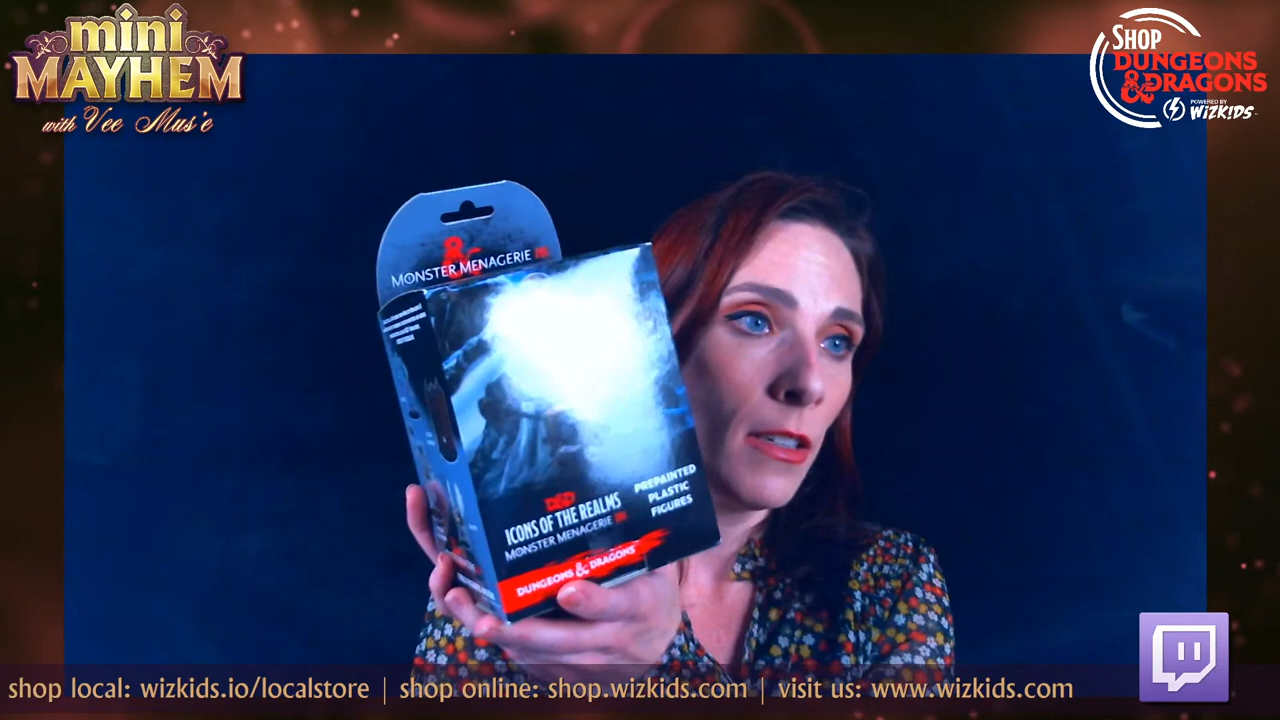 mini
MAYHEM
with Vee Mus'e
SHOP
DUNGEONS
& DRAGONS
POWERED BY
WIZKIDS
&
MONSTER MENAGERIE
D&D
ICONS OF THE REALMS
MONSTER MENAGERIE
PREPAINTED
PLASTIC
FIGURES
DUNGEONS & DRAGONS
shop local: wizkids.io/localstore | shop online: shop.wizkids.com | visit us: www.wizkids.com